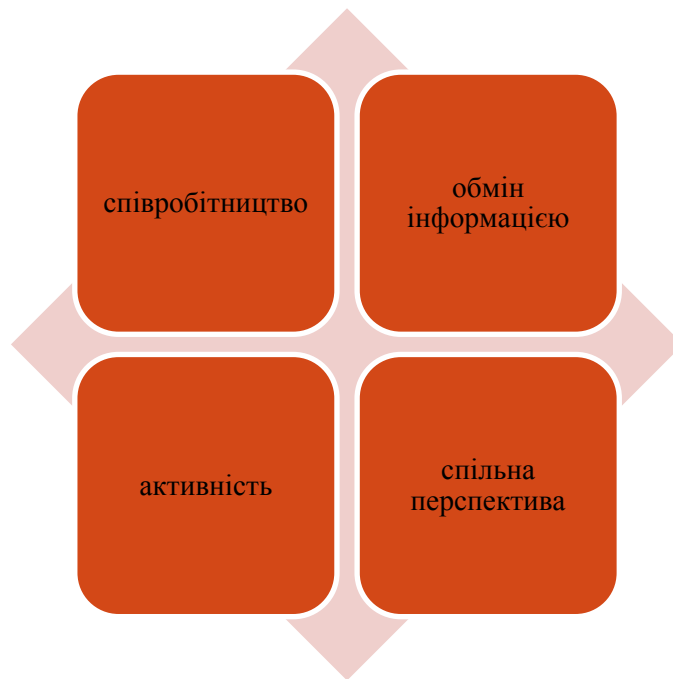 співробітництво
обмін
інформацією
активність
спільна
перспектива